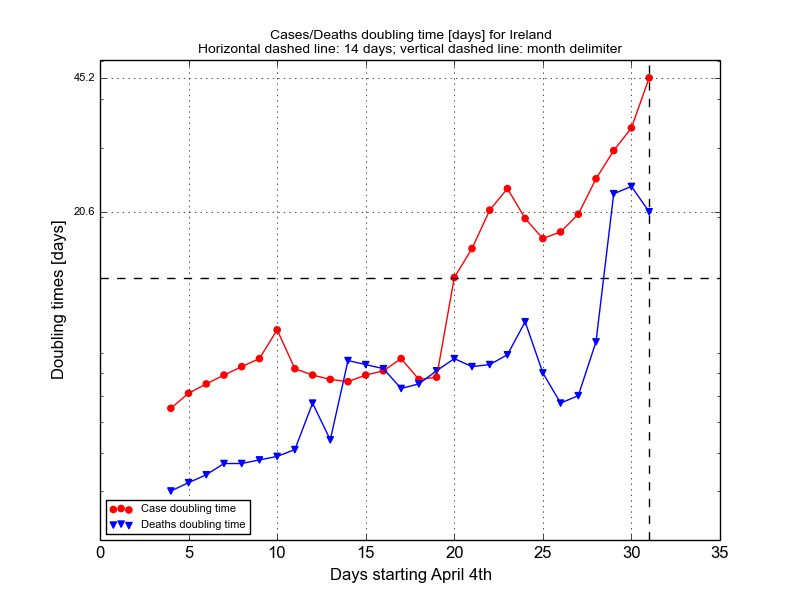 Cases/Deaths doubling time [days] for Ireland
Horizontal dashed line: 14 days; vertical dashed line: month delimiter
45.2
20.6
Doubling times [days]
Case doubling time
Deaths doubling time
0 5 10 15 20 25 30 35
Days starting April 4th